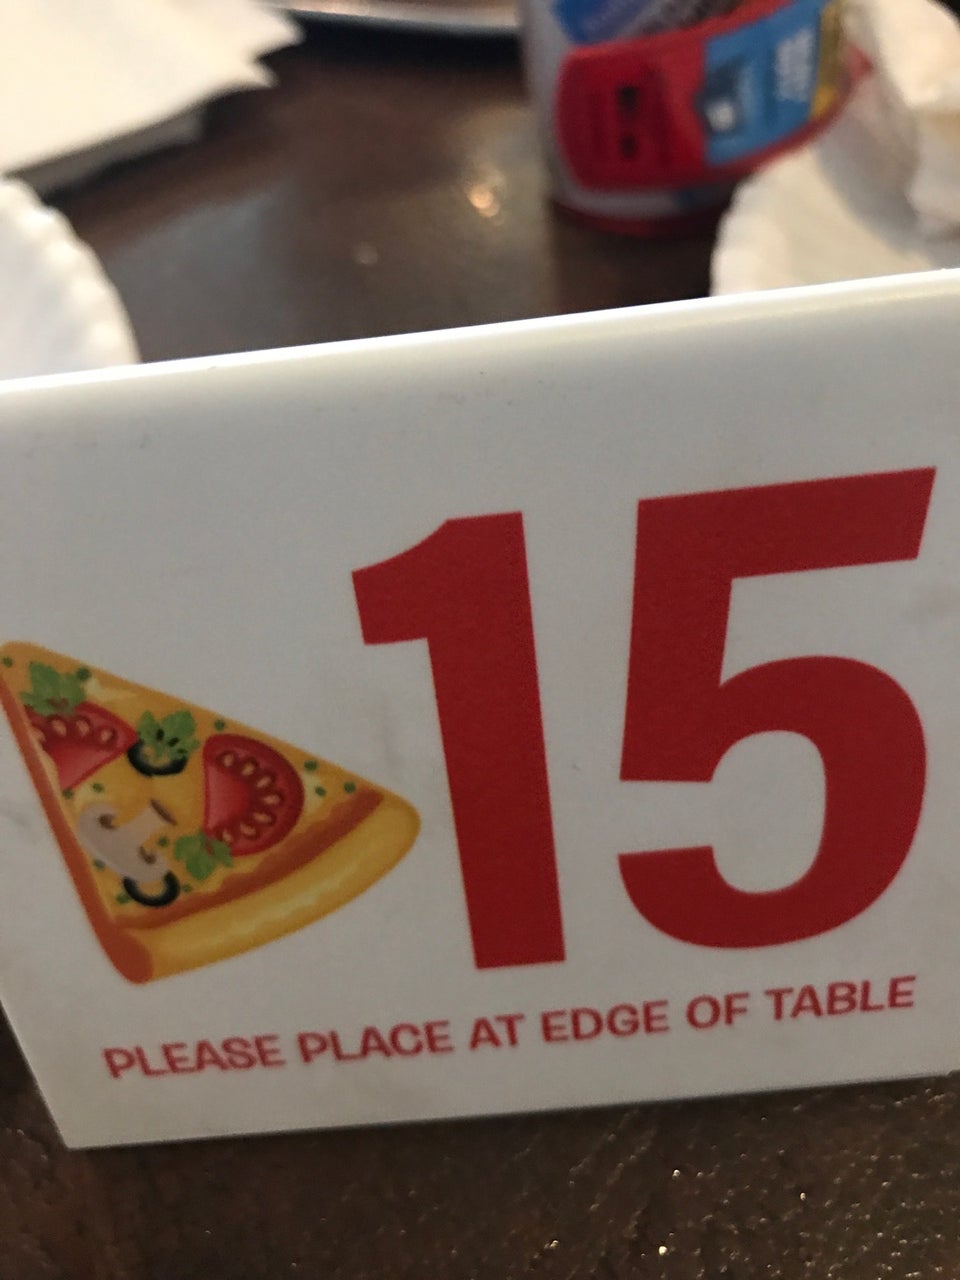 15
PLEASE PLACE AT EDGE OF TABLE